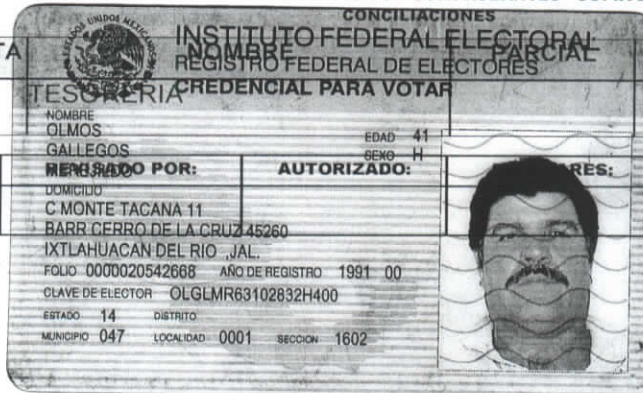 CONCILIACIONES
INSTITUTO FEDERAL ELECTORAL
NOMBRE PARCIAL
REGISTRO FEDERAL DE ELECTORES
TESORERIA CREDENCIAL PARA VOTAR
NOMBRE
OLMOS EDAD 41
GALLEGOS SEXO H
REVISADO POR: AUTORIZADO: ARES:
DOMICILIO
C MONTE TACANA 11
BARR CERRO DE LA CRUZ 45260
IXTLAHUACAN DEL RIO ,JAL.
FOLIO 0000020542668 AÑO DE REGISTRO 1991 00
CLAVE DE ELECTOR OLGLMR63102832H400
ESTADO 14 DISTRITO
MUNICIPIO 047 LOCALIDAD 0001 SECCION 1602